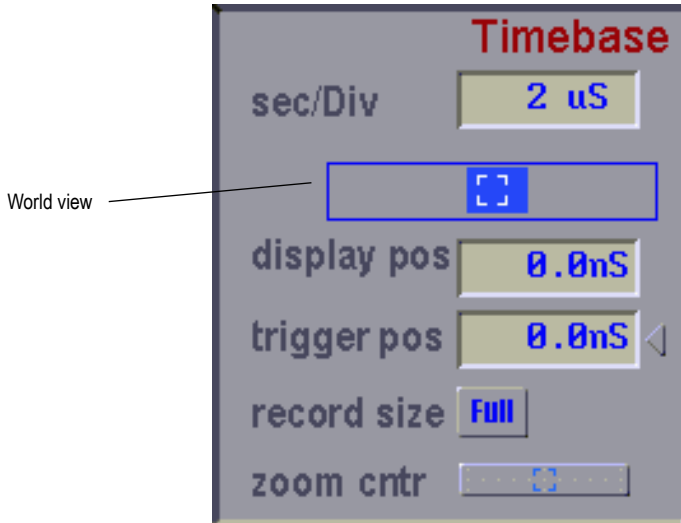 Timebase
sec/Div 2 uS
World view
display pos 0.0nS
trigger pos 0.0nS
record size Full
zoom cntr